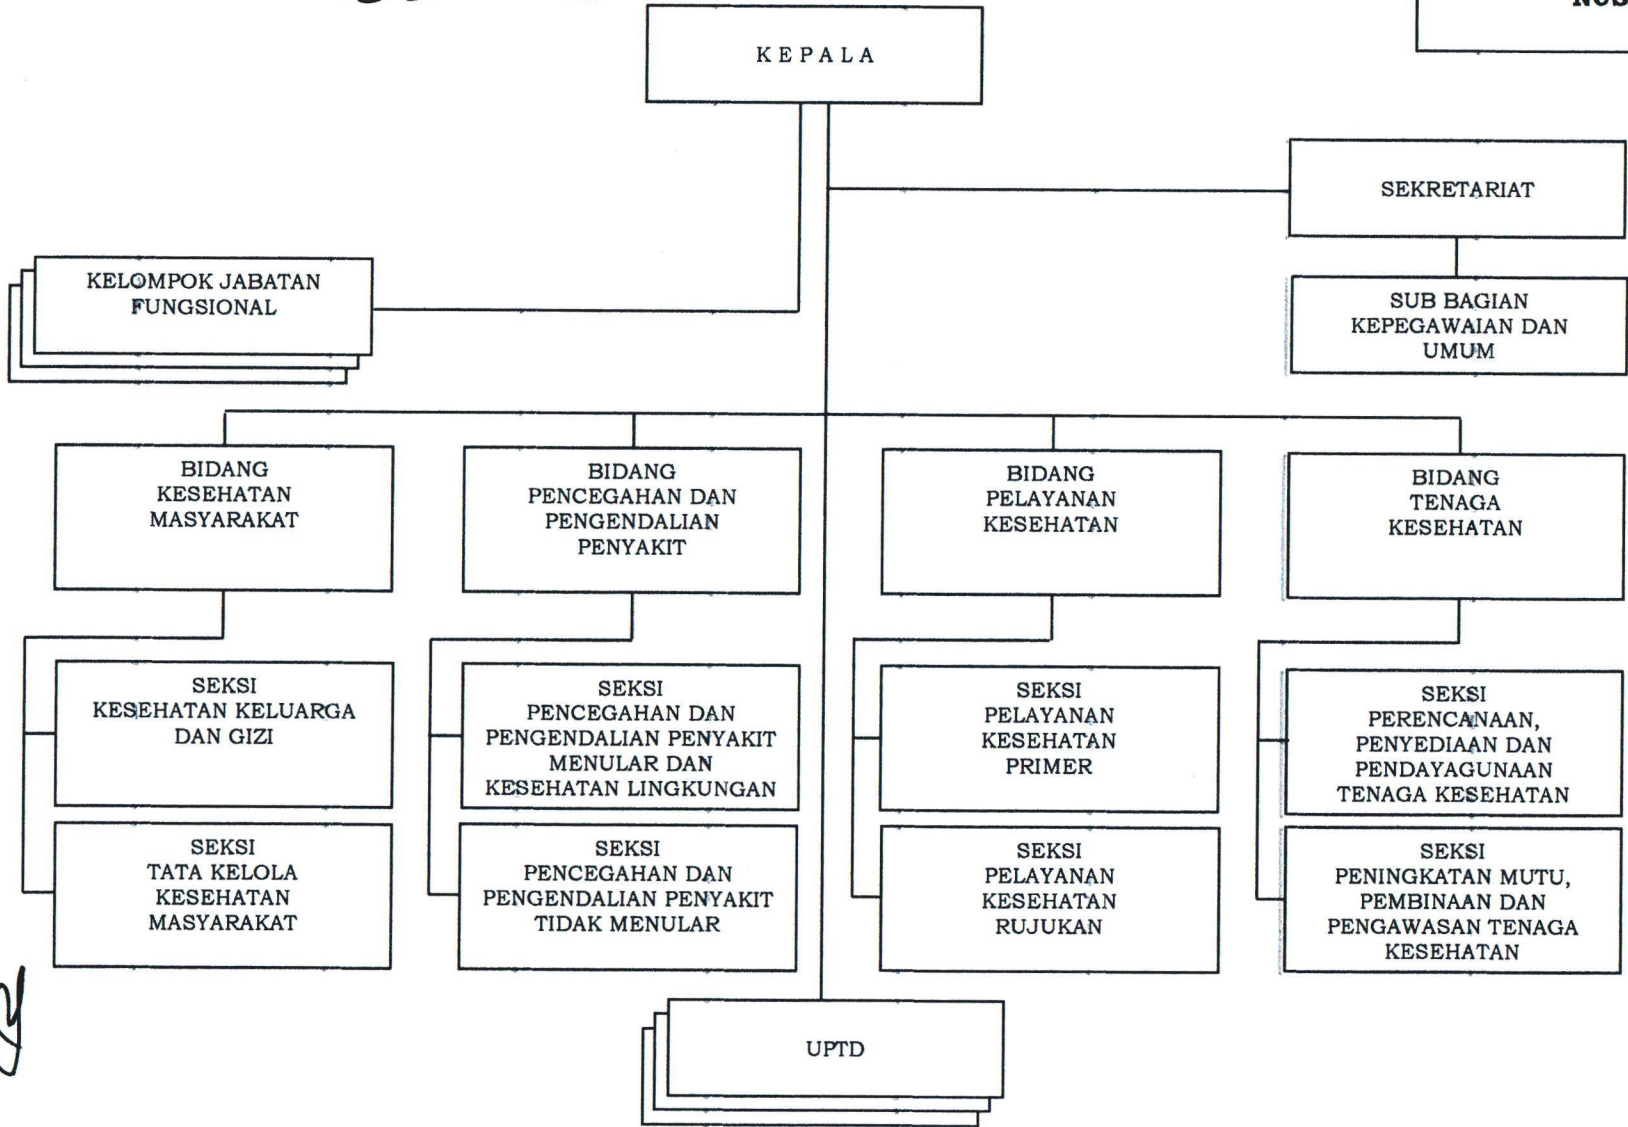 K E P A L A
SEKRETARIAT
KELOMPOK JABATAN
FUNGSIONAL
SUB BAGIAN
KEPEGAWAIAN DAN
UMUM
BIDANG
KESEHATAN
MASYARAKAT
BIDANG
PENCEGAHAN DAN
PENGENDALIAN
PENYAKIT
BIDANG
PELAYANAN
KESEHATAN
BIDANG
TENAGA
KESEHATAN
SEKSI
KESEHATAN KELUARGA
DAN GIZI
SEKSI
PENCEGAHAN DAN
PENGENDALIAN PENYAKIT
MENULAR DAN
KESEHATAN LINGKUNGAN
SEKSI
PELAYANAN
KESEHATAN
PRIMER
SEKSI
PERENCANAAN,
PENYEDIAAN DAN
PENDAYAGUNAAN
TENAGA KESEHATAN
SEKSI
TATA KELOLA
KESEHATAN
MASYARAKAT
SEKSI
PENCEGAHAN DAN
PENGENDALIAN PENYAKIT
TIDAK MENULAR
SEKSI
PELAYANAN
KESEHATAN
RUJUKAN
SEKSI
PENINGKATAN MUTU,
PEMBINAAN DAN
PENGAWASAN TENAGA
KESEHATAN
UPTD